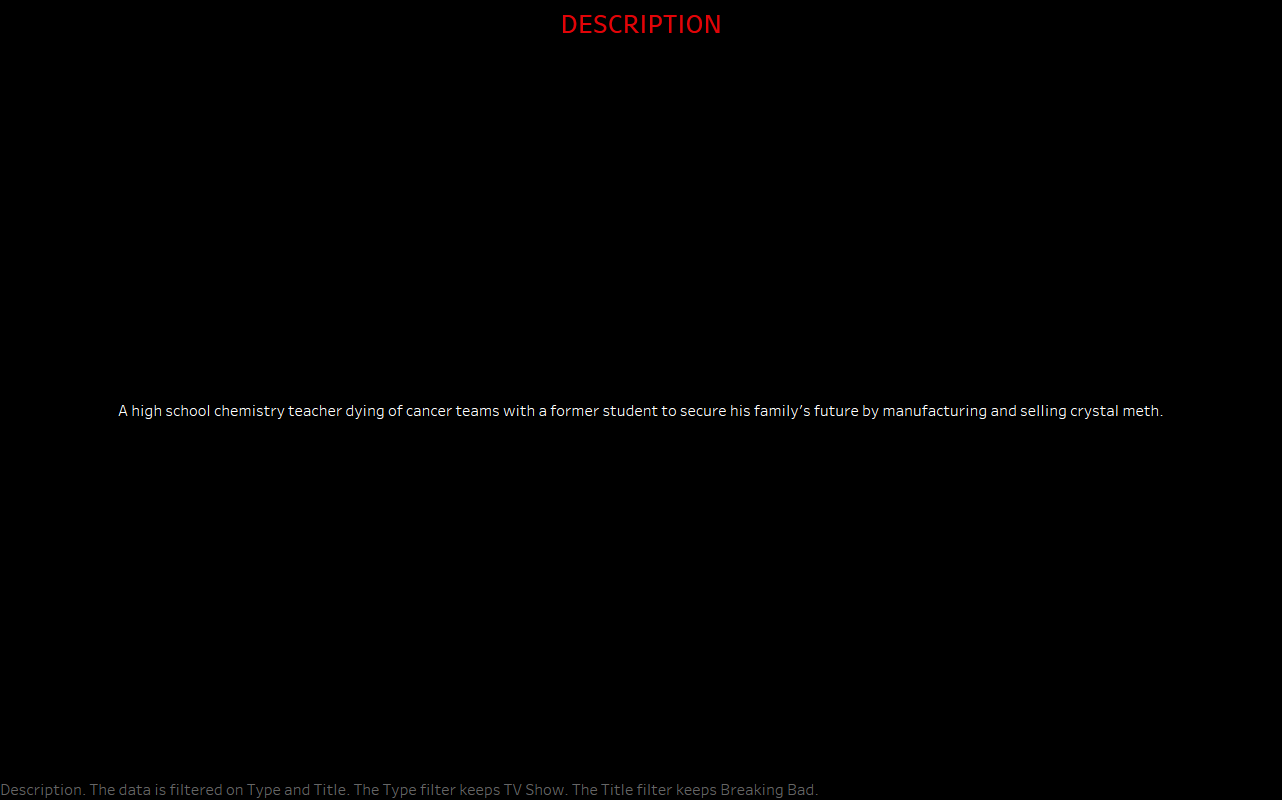 DESCRIPTION
A high school chemistry teacher dying of cancer teams with a former student to secure his family’s future by manufacturing and selling crystal meth.
Description. The data is filtered on Type and Title. The Type filter keeps TV Show. The Title filter keeps Breaking Bad.